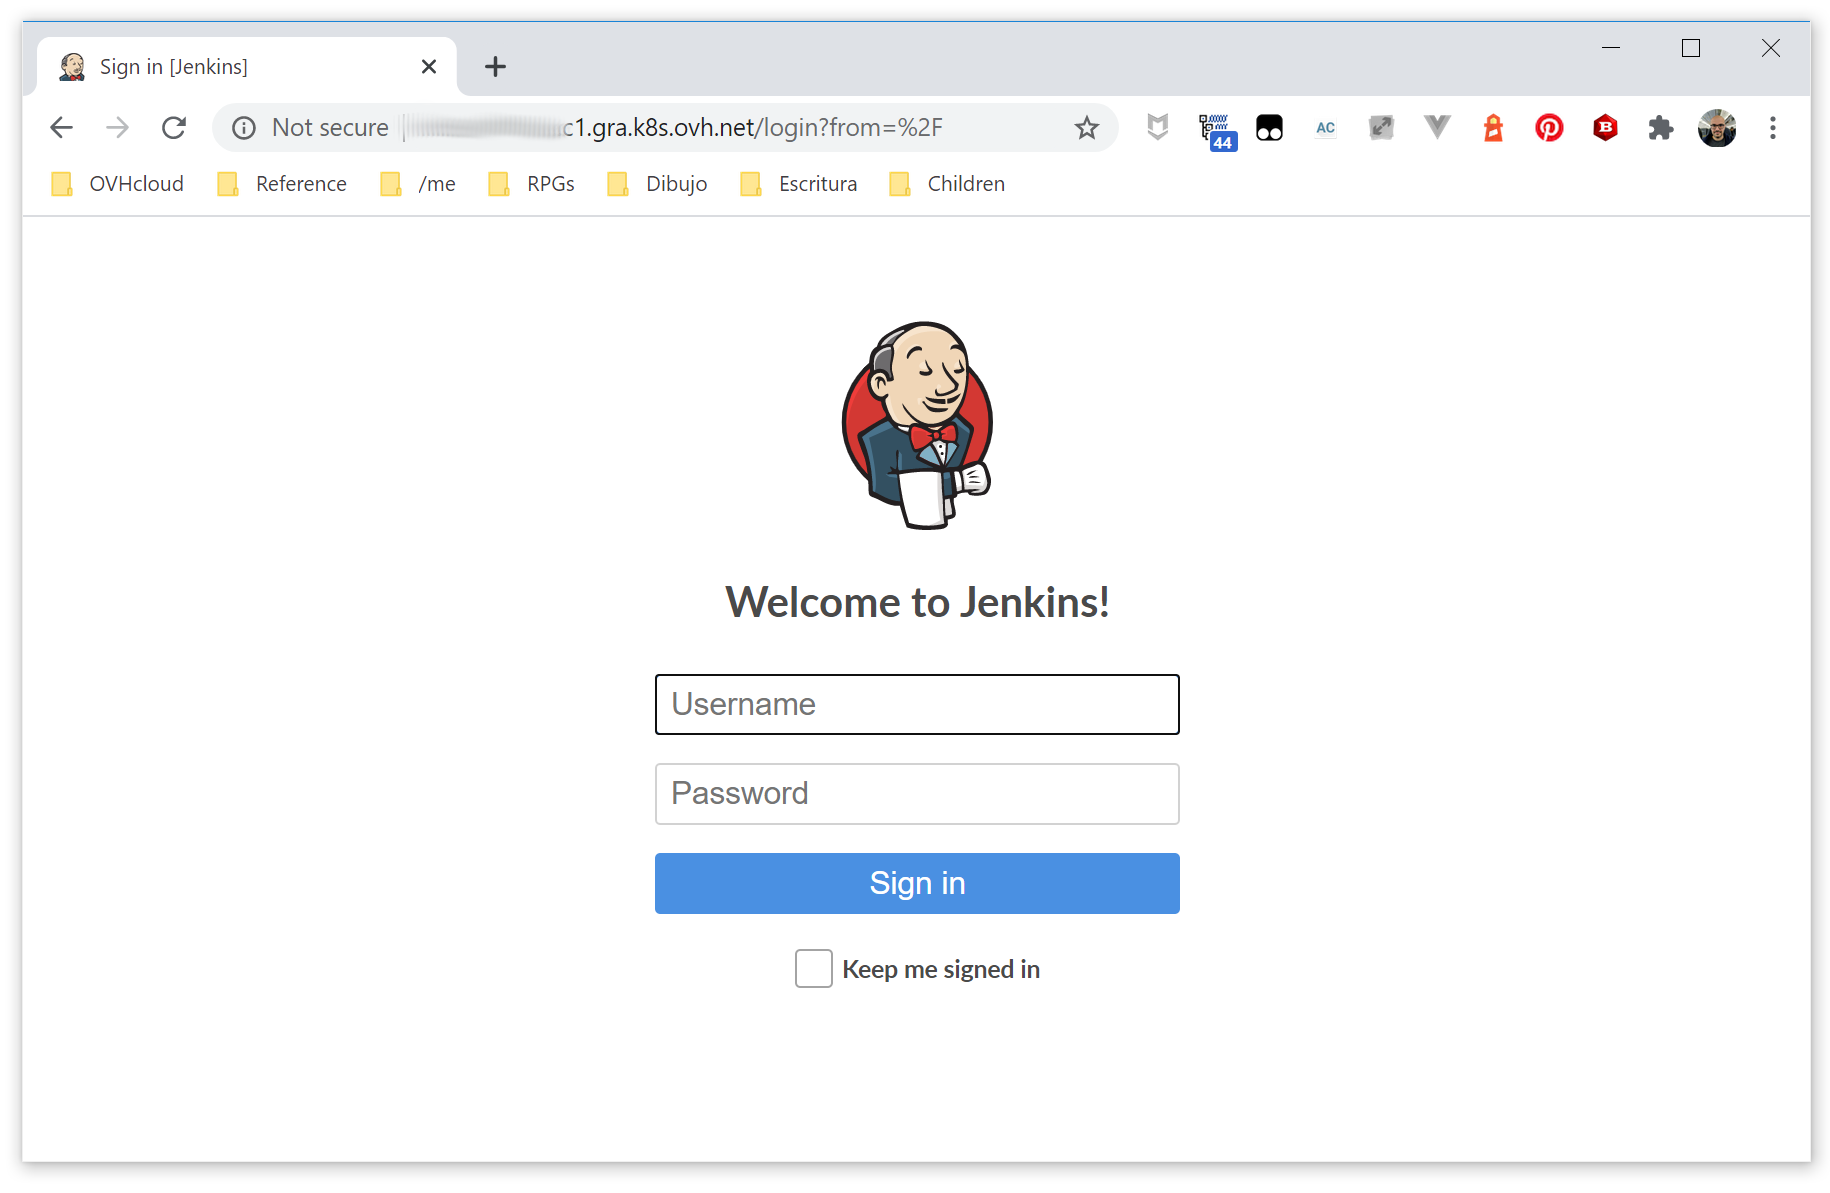 Sign in [Jenkins]
Not secure c1.gra.k8s.ovh.net/login?from=%2F
44
AC
B
OVHcloud Reference /me RPGs Dibujo Escritura Children
Welcome to Jenkins!
Username
Password
Sign in
Keep me signed in